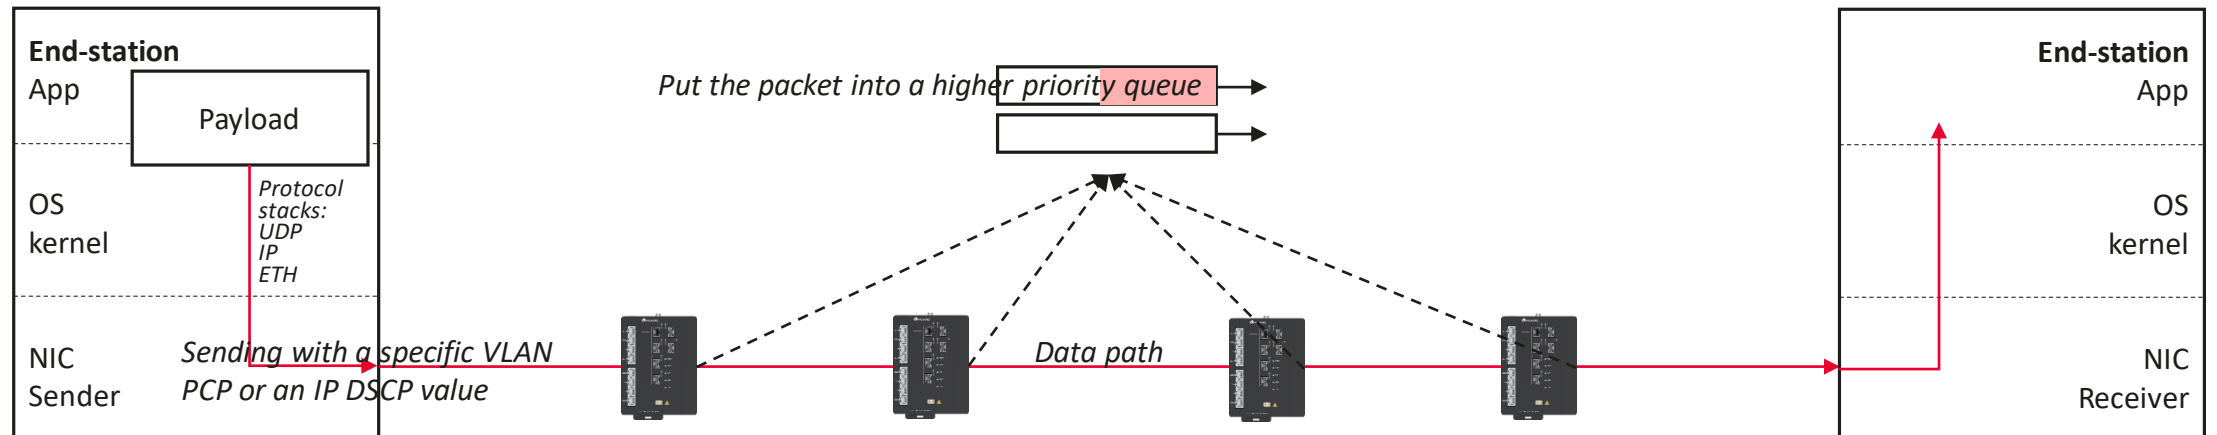 End-station
App
Payload
OS
kernel
Protocol
stacks:
UDP
IP
ETH
NIC
Sender
Sending with a specific VLAN
PCP or an IP DSCP value
Put the packet into a higher priority queue
Data path
End-station
App
OS
kernel
NIC
Receiver